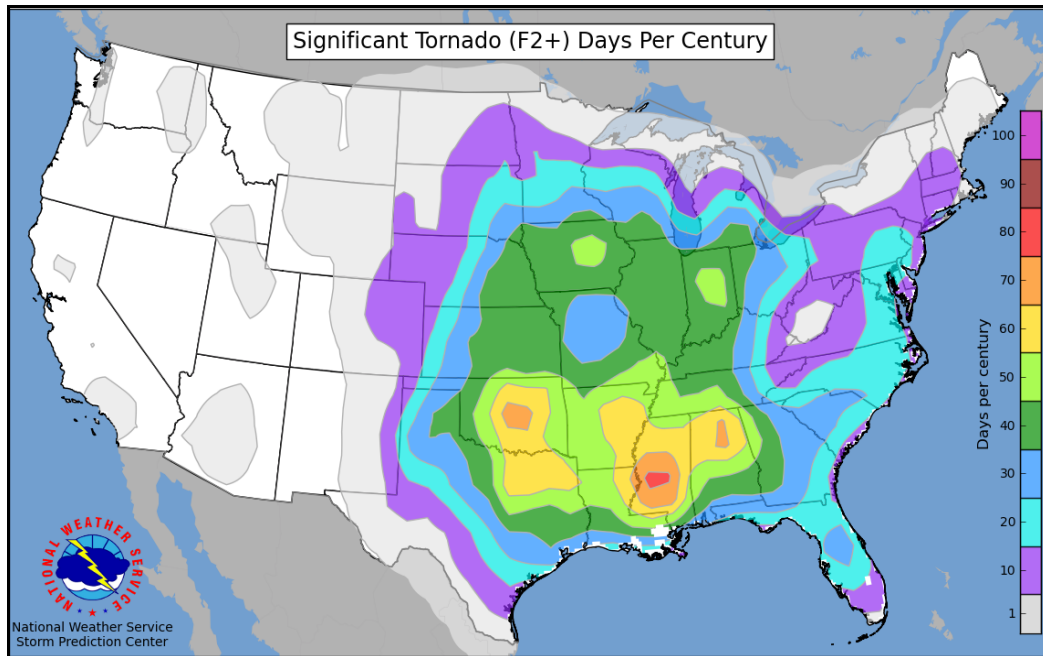 Significant Tornado (F2+) Days Per Century
100
90
80
70
60
50
40
30
20
10
1
Days per century
NATIONAL WEATHER SERVICE
National Weather Service
Storm Prediction Center